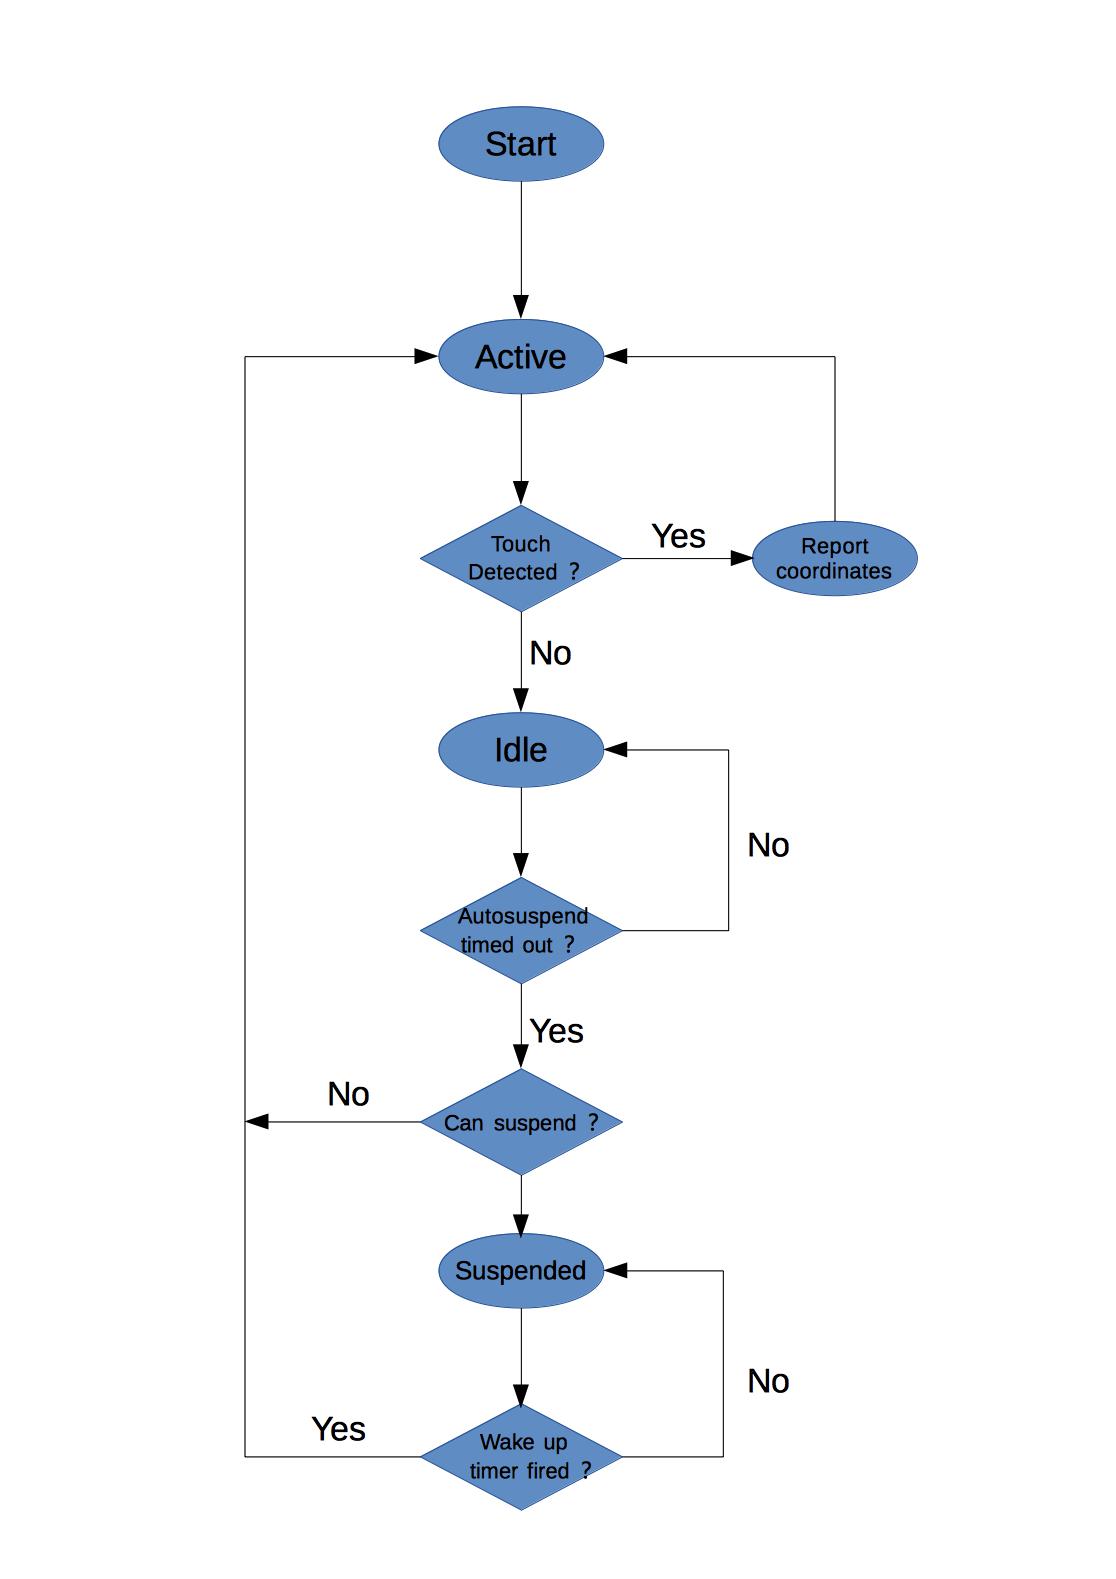 Start
Active
Touch
Detected ?
Yes
Report
coordinates
No
Idle
No
Autosuspend
timed out ?
Yes
No
Can suspend ?
Suspended
No
Yes
Wake up
timer fired ?